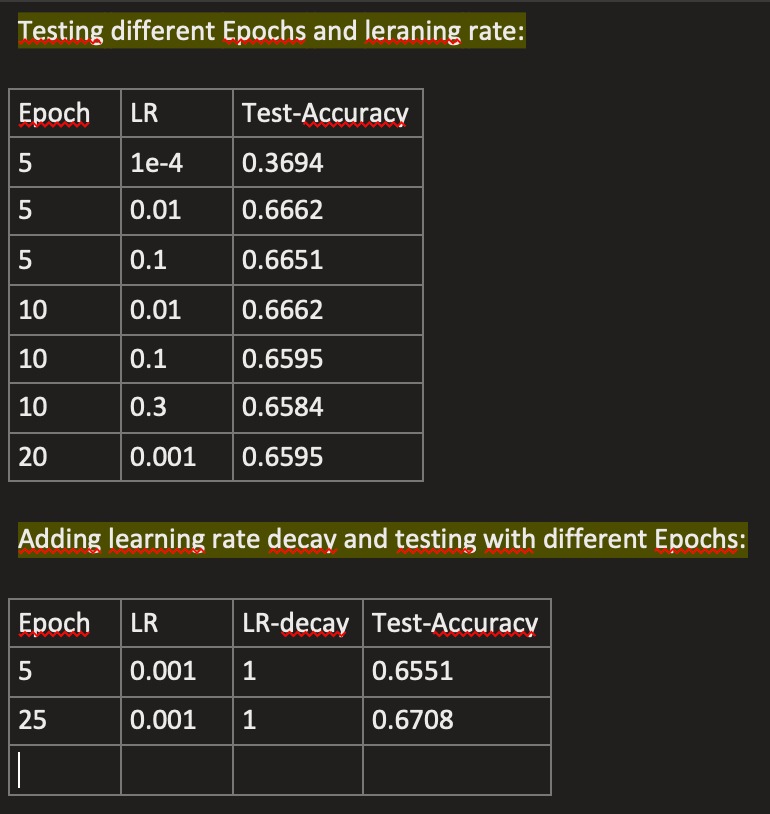 Testing different Epochs and leraning rate:
Epoch LR Test-Accuracy
5 1e-4 0.3694
5 0.01 0.6662
5 0.1 0.6651
10 0.01 0.6662
10 0.1 0.6595
10 0.3 0.6584
20 0.001 0.6595
Adding learning rate decay and testing with different Epochs:
Epoch LR LR-decay Test-Accuracy
5 0.001 1 0.6551
25 0.001 1 0.6708